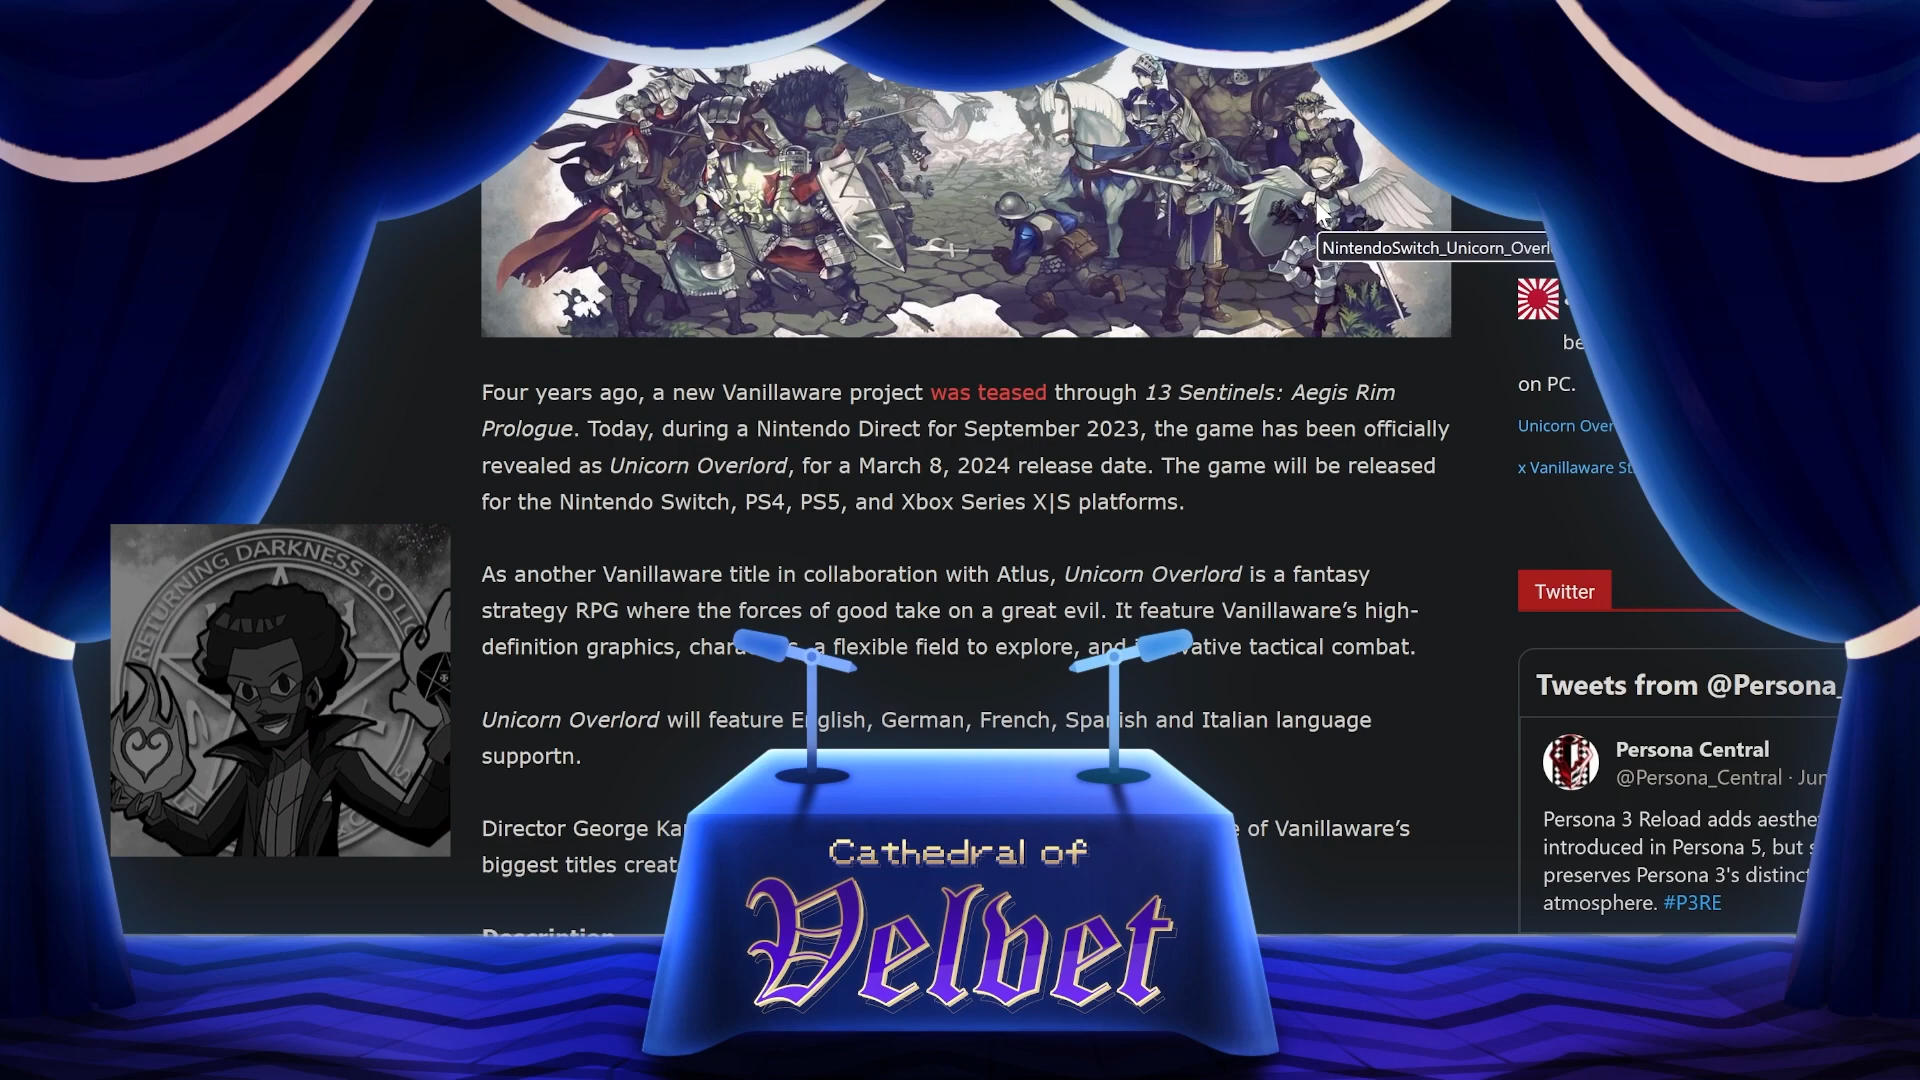 NintendoSwitch_Unicorn_Overl
be
on PC.
Unicorn Over
x Vanillaware St
Four years ago, a new Vanillaware project was teased through 13 Sentinels: Aegis Rim
Prologue. Today, during a Nintendo Direct for September 2023, the game has been officially
revealed as Unicorn Overlord, for a March 8, 2024 release date. The game will be released
for the Nintendo Switch, PS4, PS5, and Xbox Series X|S platforms.
As another Vanillaware title in collaboration with Atlus, Unicorn Overlord is a fantasy
strategy RPG where the forces of good take on a great evil. It feature Vanillaware's high-
definition graphics, a flexible field to explore, and tactical combat.
Unicorn Overlord will feature English, German, French, Spanish and Italian language
supportn.
Director George Ka of Vanillaware's
biggest titles creat
Description
RETURNING DARKNESS TO
Twitter
Tweets from @Persona_
Persona Central
@Persona_Central · Jun
Persona 3 Reload adds aesthe
introduced in Persona 5, but
preserves Persona 3's distinct
atmosphere. #P3RE
Cathedral of
Velvet